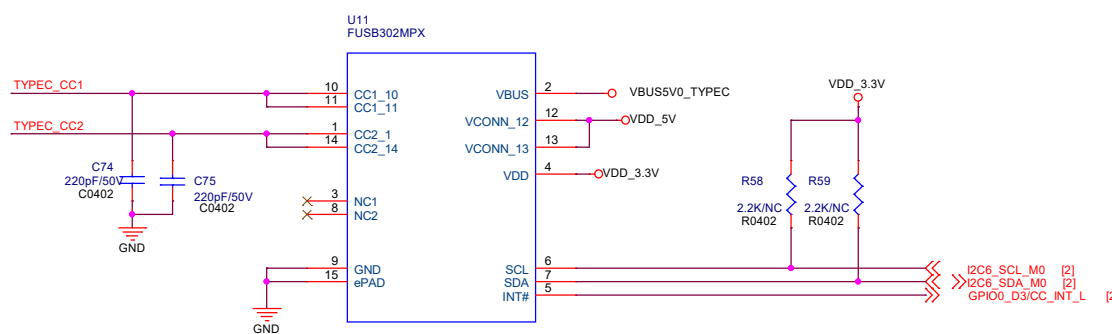 U11
FUSB302MPX
TYPEC_CC1
TYPEC_CC2
10
11
1
14
3
8
9
15
CC1_10
CC1_11
CC2_1
CC2_14
NC1
NC2
GND
ePAD
VBUS
VCONN_12
VCONN_13
VDD
SCL
SDA
INT#
2
12
13
4
6
7
5
VBUS5V0_TYPEC
VDD_5V
VDD_3.3V
VDD_3.3V
C74
220pF/50V
C0402
C75
220pF/50V
C0402
GND
GND
R58
2.2K/NC
R0402
R59
2.2K/NC
R0402
I2C6_SCL_M0 [2]
I2C6_SDA_M0 [2]
GPIO0_D3/CC_INT_L [2